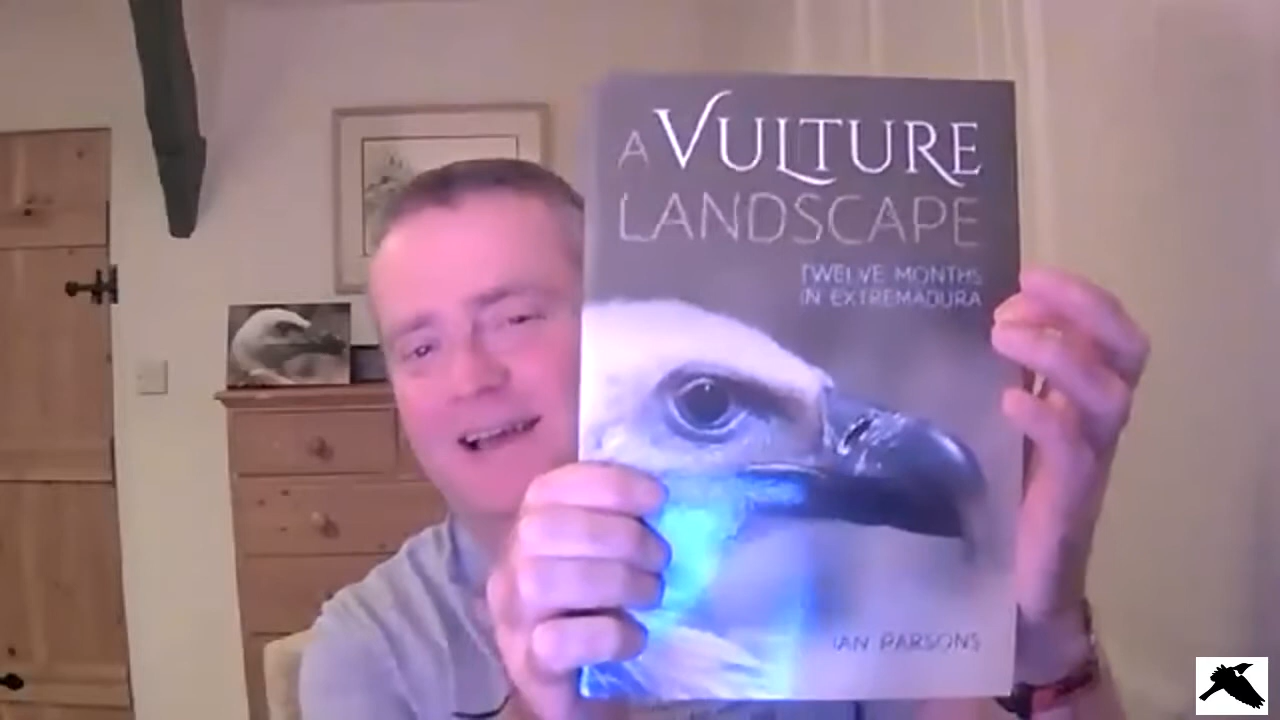 A VULTURE
LANDSCAPE
TWELVE MONTHS
IN EXTREMADURA
IAN PARSONS